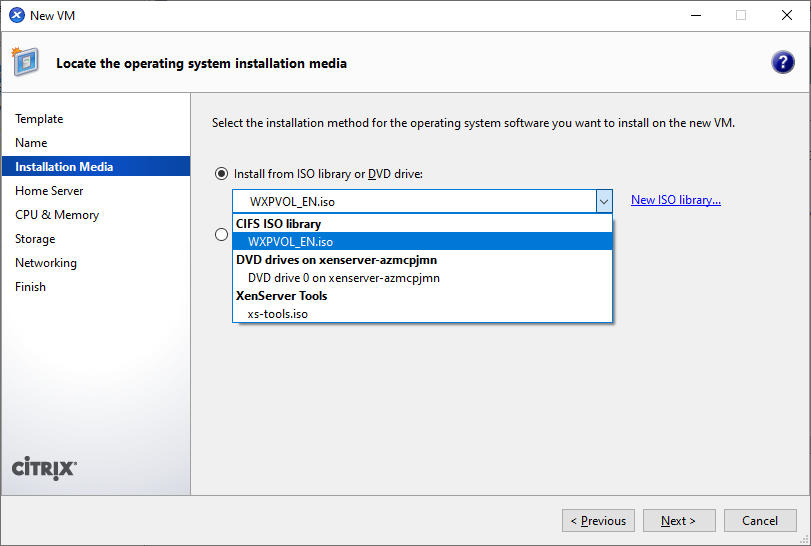 New VM
Locate the operating system installation media
?
Template
Name
Installation Media
Home Server
CPU & Memory
Storage
Networking
Finish
CİTRIX
Select the installation method for the operating system software you want to install on the new VM.
Install from ISO library or DVD drive:
WXPVOL_EN.iso
New ISO library...
CIFS ISO library
WXPVOL_EN.iso
DVD drives on xenserver-azmcpjmn
DVD drive 0 on xenserver-azmcpjmn
XenServer Tools
xs-tools.iso
< Previous
Next >
Cancel